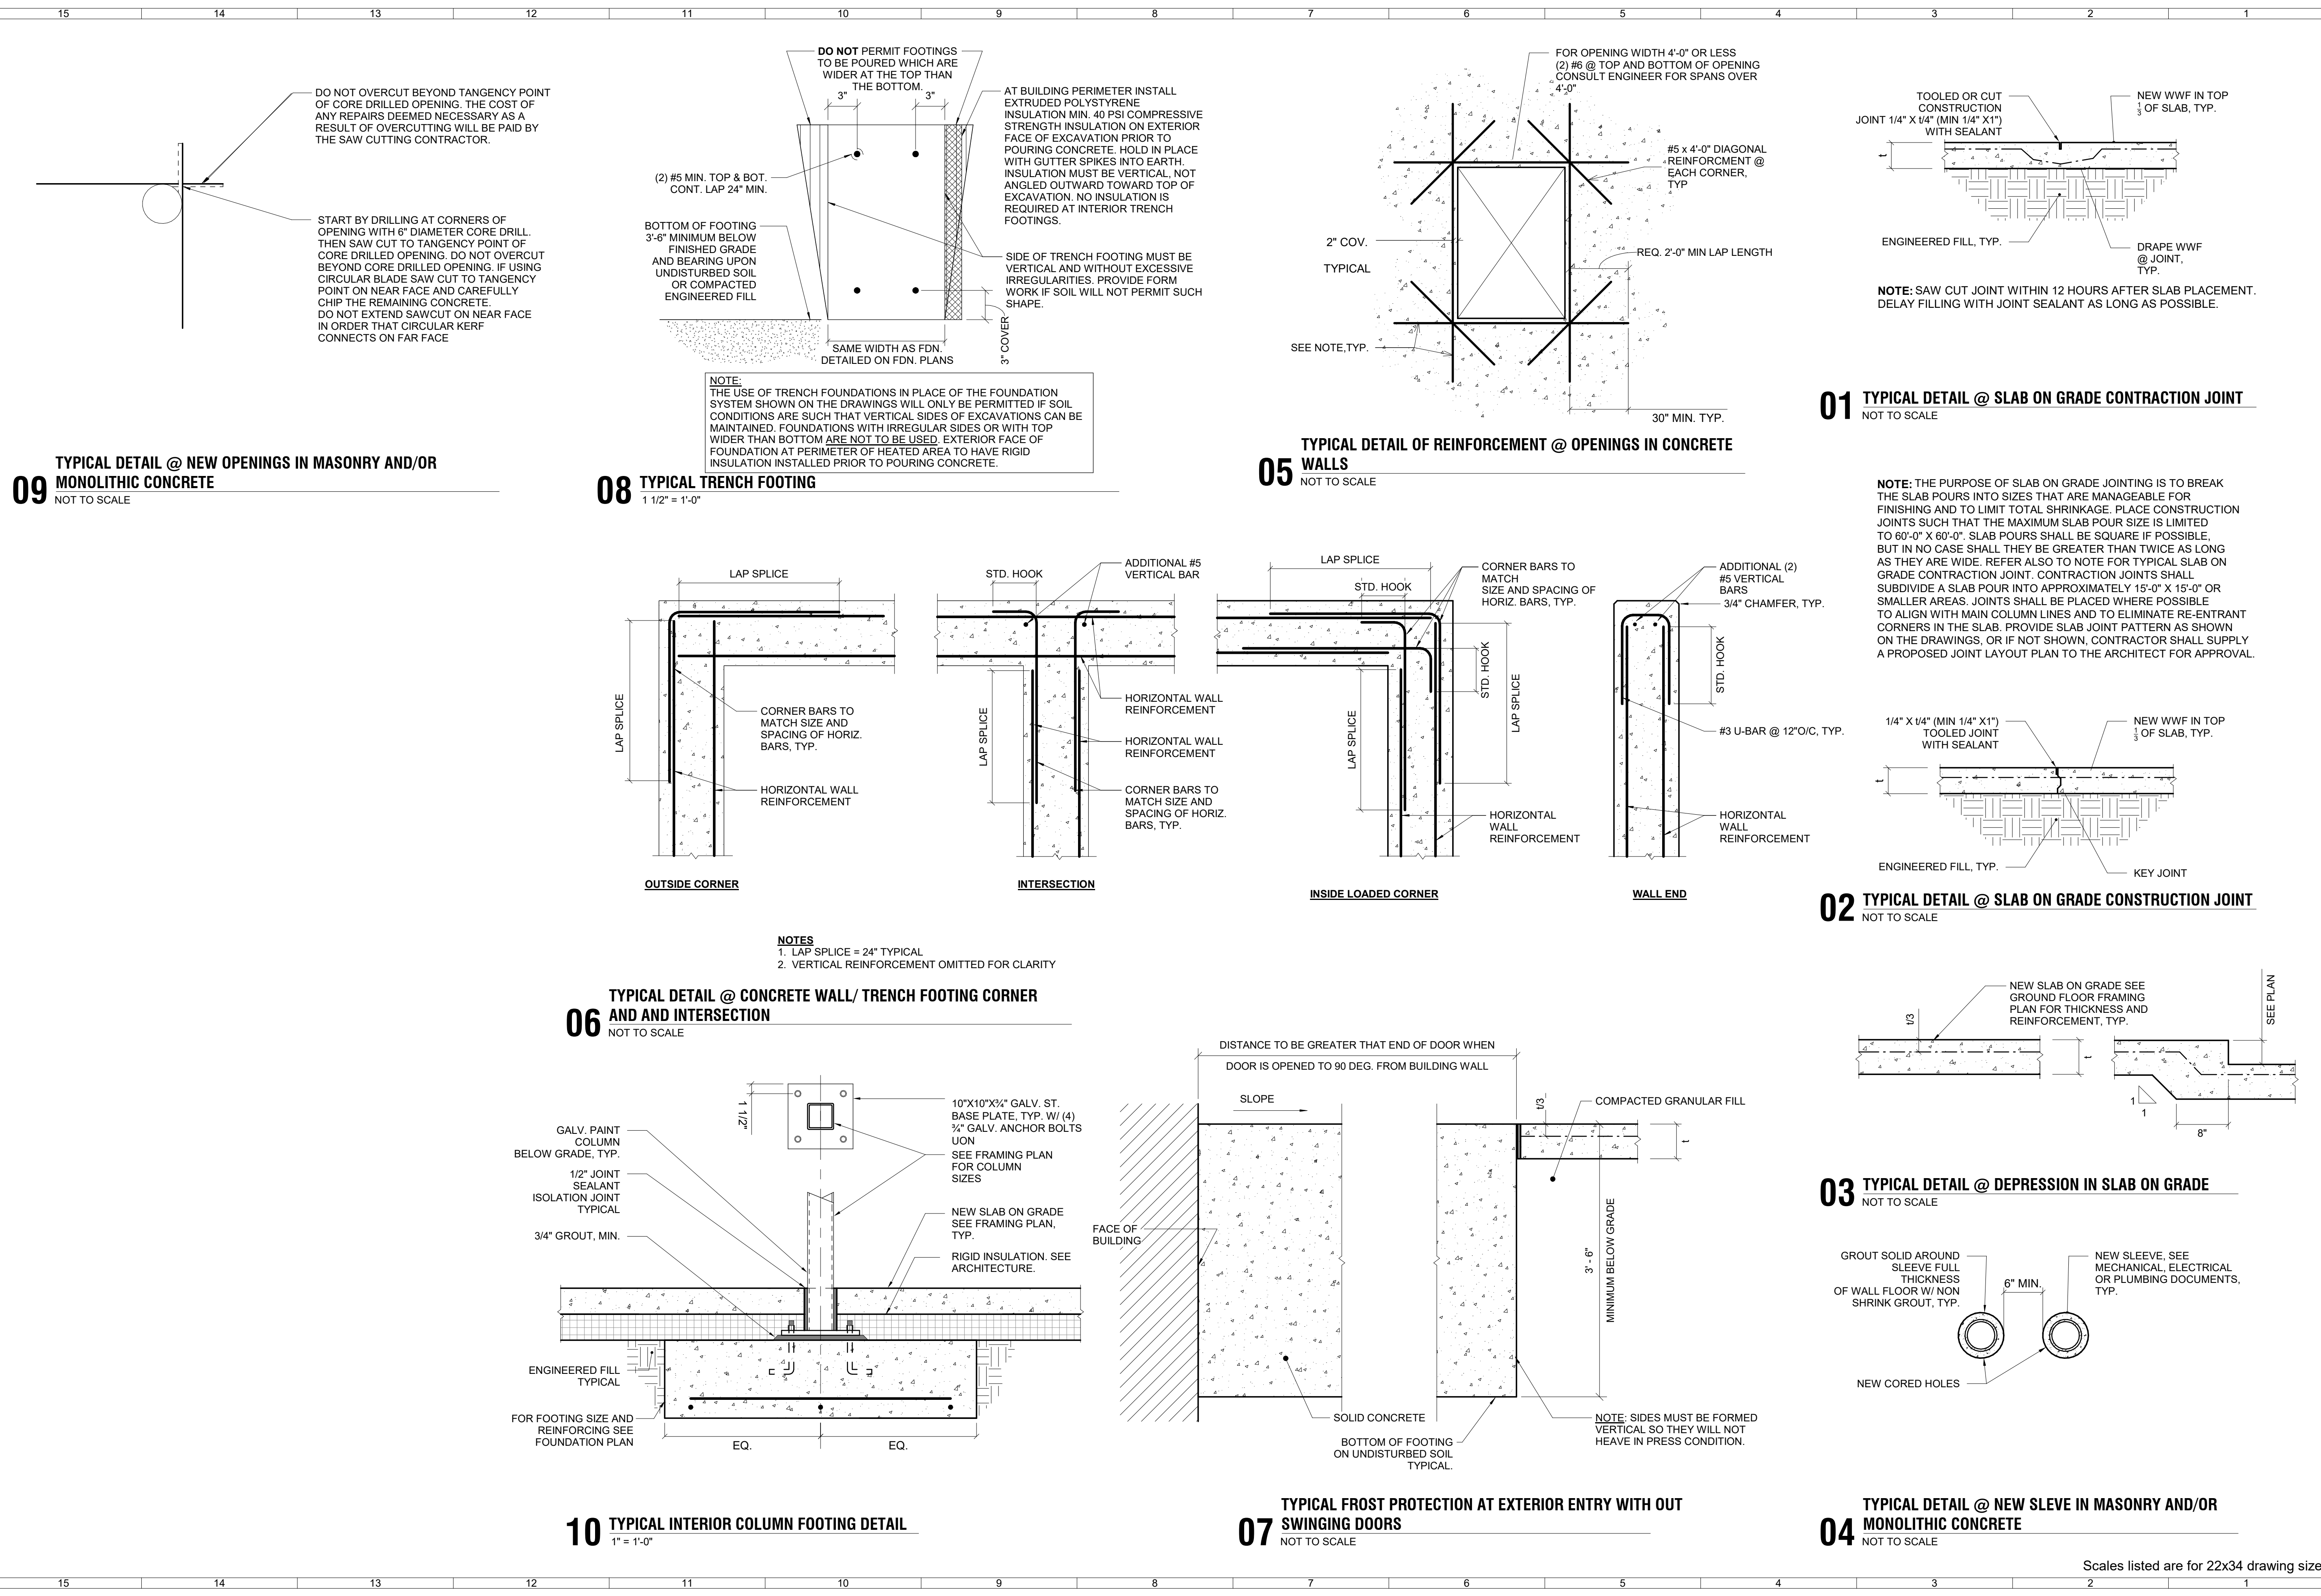 15 14 13 12 11 10 9 8 7 6 5 4 3 2 1
DO NOT OVERCUT BEYOND TANGENCY POINT
OF CORE DRILLED OPENING. THE COST OF
ANY REPAIRS DEEMED NECESSARY AS A
RESULT OF OVERCUTTING WILL BE PAID BY
THE SAW CUTTING CONTRACTOR.
START BY DRILLING AT CORNERS OF
OPENING WITH 6" DIAMETER CORE DRILL.
THEN SAW CUT TO TANGENCY POINT OF
CORE DRILLED OPENING. DO NOT OVERCUT
BEYOND CORE DRILLED OPENING. IF USING
CIRCULAR BLADE SAW CUT TO TANGENCY
POINT ON NEAR FACE AND CAREFULLY
CHIP THE REMAINING CONCRETE.
DO NOT EXTEND SAWCUT ON NEAR FACE
IN ORDER THAT CIRCULAR KERF
CONNECTS ON FAR FACE
09
TYPICAL DETAIL @ NEW OPENINGS IN MASONRY AND/OR
MONOLITHIC CONCRETE
NOT TO SCALE
DO NOT PERMIT FOOTINGS
TO BE POURED WHICH ARE
WIDER AT THE TOP THAN
THE BOTTOM.
3"
3"
AT BUILDING PERIMETER INSTALL
EXTRUDED POLYSTYRENE
INSULATION MIN. 40 PSI COMPRESSIVE
STRENGTH INSULATION ON EXTERIOR
FACE OF EXCAVATION PRIOR TO
POURING CONCRETE. HOLD IN PLACE
WITH GUTTER SPIKES INTO EARTH.
INSULATION MUST BE VERTICAL, NOT
ANGLED OUTWARD TOWARD TOP OF
EXCAVATION. NO INSULATION IS
REQUIRED AT INTERIOR TRENCH
FOOTINGS.
(2) #5 MIN. TOP & BOT.
CONT. LAP 24" MIN.
BOTTOM OF FOOTING
3'-6" MINIMUM BELOW
FINISHED GRADE
AND BEARING UPON
UNDISTURBED SOIL
OR COMPACTED
ENGINEERED FILL
SIDE OF TRENCH FOOTING MUST BE
VERTICAL AND WITHOUT EXCESSIVE
IRREGULARITIES. PROVIDE FORM
WORK IF SOIL WILL NOT PERMIT SUCH
SHAPE.
3" COVER
SAME WIDTH AS FDN.
DETAILED ON FDN. PLANS
NOTE:
THE USE OF TRENCH FOUNDATIONS IN PLACE OF THE FOUNDATION
SYSTEM SHOWN ON THE DRAWINGS WILL ONLY BE PERMITTED IF SOIL
CONDITIONS ARE SUCH THAT VERTICAL SIDES OF EXCAVATIONS CAN BE
MAINTAINED. FOUNDATIONS WITH IRREGULAR SIDES OR WITH TOP
WIDER THAN BOTTOM ARE NOT TO BE USED. EXTERIOR FACE OF
FOUNDATION AT PERIMETER OF HEATED AREA TO HAVE RIGID
INSULATION INSTALLED PRIOR TO POURING CONCRETE.
08
TYPICAL TRENCH FOOTING
1 1/2" = 1'-0"
FOR OPENING WIDTH 4'-0" OR LESS
(2) #6 @ TOP AND BOTTOM OF OPENING
CONSULT ENGINEER FOR SPANS OVER
4'-0"
#5 x 4'-0" DIAGONAL
REINFORCMENT @
EACH CORNER,
TYP
2" COV.
TYPICAL
REQ. 2'-0" MIN LAP LENGTH
SEE NOTE,TYP.
30" MIN. TYP.
05
TYPICAL DETAIL OF REINFORCEMENT @ OPENINGS IN CONCRETE
WALLS
NOT TO SCALE
TOOLED OR CUT
CONSTRUCTION
JOINT 1/4" X t/4" (MIN 1/4" X1")
WITH SEALANT
NEW WWF IN TOP
1/3 OF SLAB, TYP.
t
ENGINEERED FILL, TYP.
DRAPE WWF
@ JOINT,
TYP.
NOTE: SAW CUT JOINT WITHIN 12 HOURS AFTER SLAB PLACEMENT.
DELAY FILLING WITH JOINT SEALANT AS LONG AS POSSIBLE.
01
TYPICAL DETAIL @ SLAB ON GRADE CONTRACTION JOINT
NOT TO SCALE
NOTE: THE PURPOSE OF SLAB ON GRADE JOINTING IS TO BREAK
THE SLAB POURS INTO SIZES THAT ARE MANAGEABLE FOR
FINISHING AND TO LIMIT TOTAL SHRINKAGE. PLACE CONSTRUCTION
JOINTS SUCH THAT THE MAXIMUM SLAB POUR SIZE IS LIMITED
TO 60'-0" X 60'-0". SLAB POURS SHALL BE SQUARE IF POSSIBLE,
BUT IN NO CASE SHALL THEY BE GREATER THAN TWICE AS LONG
AS THEY ARE WIDE. REFER ALSO TO NOTE FOR TYPICAL SLAB ON
GRADE CONTRACTION JOINT. CONTRACTION JOINTS SHALL
SUBDIVIDE A SLAB POUR INTO APPROXIMATELY 15'-0" X 15'-0" OR
SMALLER AREAS. JOINTS SHALL BE PLACED WHERE POSSIBLE
TO ALIGN WITH MAIN COLUMN LINES AND TO ELIMINATE RE-ENTRANT
CORNERS IN THE SLAB. PROVIDE SLAB JOINT PATTERN AS SHOWN
ON THE DRAWINGS, OR IF NOT SHOWN, CONTRACTOR SHALL SUPPLY
A PROPOSED JOINT LAYOUT PLAN TO THE ARCHITECT FOR APPROVAL.
1/4" X t/4" (MIN 1/4" X1")
TOOLED JOINT
WITH SEALANT
NEW WWF IN TOP
1/3 OF SLAB, TYP.
t
ENGINEERED FILL, TYP.
KEY JOINT
02
TYPICAL DETAIL @ SLAB ON GRADE CONSTRUCTION JOINT
NOT TO SCALE
LAP SPLICE
LAP SPLICE
CORNER BARS TO
MATCH SIZE AND
SPACING OF HORIZ.
BARS, TYP.
HORIZONTAL WALL
REINFORCEMENT
OUTSIDE CORNER
STD. HOOK
ADDITIONAL #5
VERTICAL BAR
LAP SPLICE
HORIZONTAL WALL
REINFORCEMENT
HORIZONTAL WALL
REINFORCEMENT
CORNER BARS TO
MATCH SIZE AND
SPACING OF HORIZ.
BARS, TYP.
INTERSECTION
LAP SPLICE
STD. HOOK
CORNER BARS TO
MATCH
SIZE AND SPACING OF
HORIZ. BARS, TYP.
STD. HOOK
LAP SPLICE
LAP SPLICE
HORIZONTAL
WALL
REINFORCEMENT
INSIDE LOADED CORNER
ADDITIONAL (2)
#5 VERTICAL
BARS
3/4" CHAMFER, TYP.
STD. HOOK
#3 U-BAR @ 12"O/C, TYP.
HORIZONTAL
WALL
REINFORCEMENT
WALL END
NOTES
1. LAP SPLICE = 24" TYPICAL
2. VERTICAL REINFORCEMENT OMITTED FOR CLARITY
06
TYPICAL DETAIL @ CONCRETE WALL/ TRENCH FOOTING CORNER
AND AND INTERSECTION
NOT TO SCALE
NEW SLAB ON GRADE SEE
GROUND FLOOR FRAMING
PLAN FOR THICKNESS AND
REINFORCEMENT, TYP.
t/3
t
SEE PLAN
1
1
8"
03
TYPICAL DETAIL @ DEPRESSION IN SLAB ON GRADE
NOT TO SCALE
1 1/2"
10"X10"X¾" GALV. ST.
BASE PLATE, TYP. W/ (4)
¾" GALV. ANCHOR BOLTS
UON
SEE FRAMING PLAN
FOR COLUMN
SIZES
GALV. PAINT
COLUMN
BELOW GRADE, TYP.
1/2" JOINT
SEALANT
ISOLATION JOINT
TYPICAL
3/4" GROUT, MIN.
NEW SLAB ON GRADE
SEE FRAMING PLAN,
TYP.
RIGID INSULATION. SEE
ARCHITECTURE.
ENGINEERED FILL
TYPICAL
FOR FOOTING SIZE AND
REINFORCING SEE
FOUNDATION PLAN
EQ.
EQ.
10
TYPICAL INTERIOR COLUMN FOOTING DETAIL
1" = 1'-0"
DISTANCE TO BE GREATER THAT END OF DOOR WHEN
DOOR IS OPENED TO 90 DEG. FROM BUILDING WALL
SLOPE
t/3
COMPACTED GRANULAR FILL
t
FACE OF
BUILDING
3' - 6"
MINIMUM BELOW GRADE
SOLID CONCRETE
BOTTOM OF FOOTING
ON UNDISTURBED SOIL
TYPICAL.
NOTE: SIDES MUST BE FORMED
VERTICAL SO THEY WILL NOT
HEAVE IN PRESS CONDITION.
07
TYPICAL FROST PROTECTION AT EXTERIOR ENTRY WITH OUT
SWINGING DOORS
NOT TO SCALE
GROUT SOLID AROUND
SLEEVE FULL
THICKNESS
OF WALL FLOOR W/ NON
SHRINK GROUT, TYP.
6" MIN.
NEW SLEEVE, SEE
MECHANICAL, ELECTRICAL
OR PLUMBING DOCUMENTS,
TYP.
NEW CORED HOLES
04
TYPICAL DETAIL @ NEW SLEVE IN MASONRY AND/OR
MONOLITHIC CONCRETE
NOT TO SCALE
Scales listed are for 22x34 drawing size
15 14 13 12 11 10 9 8 7 6 5 4 3 2 1